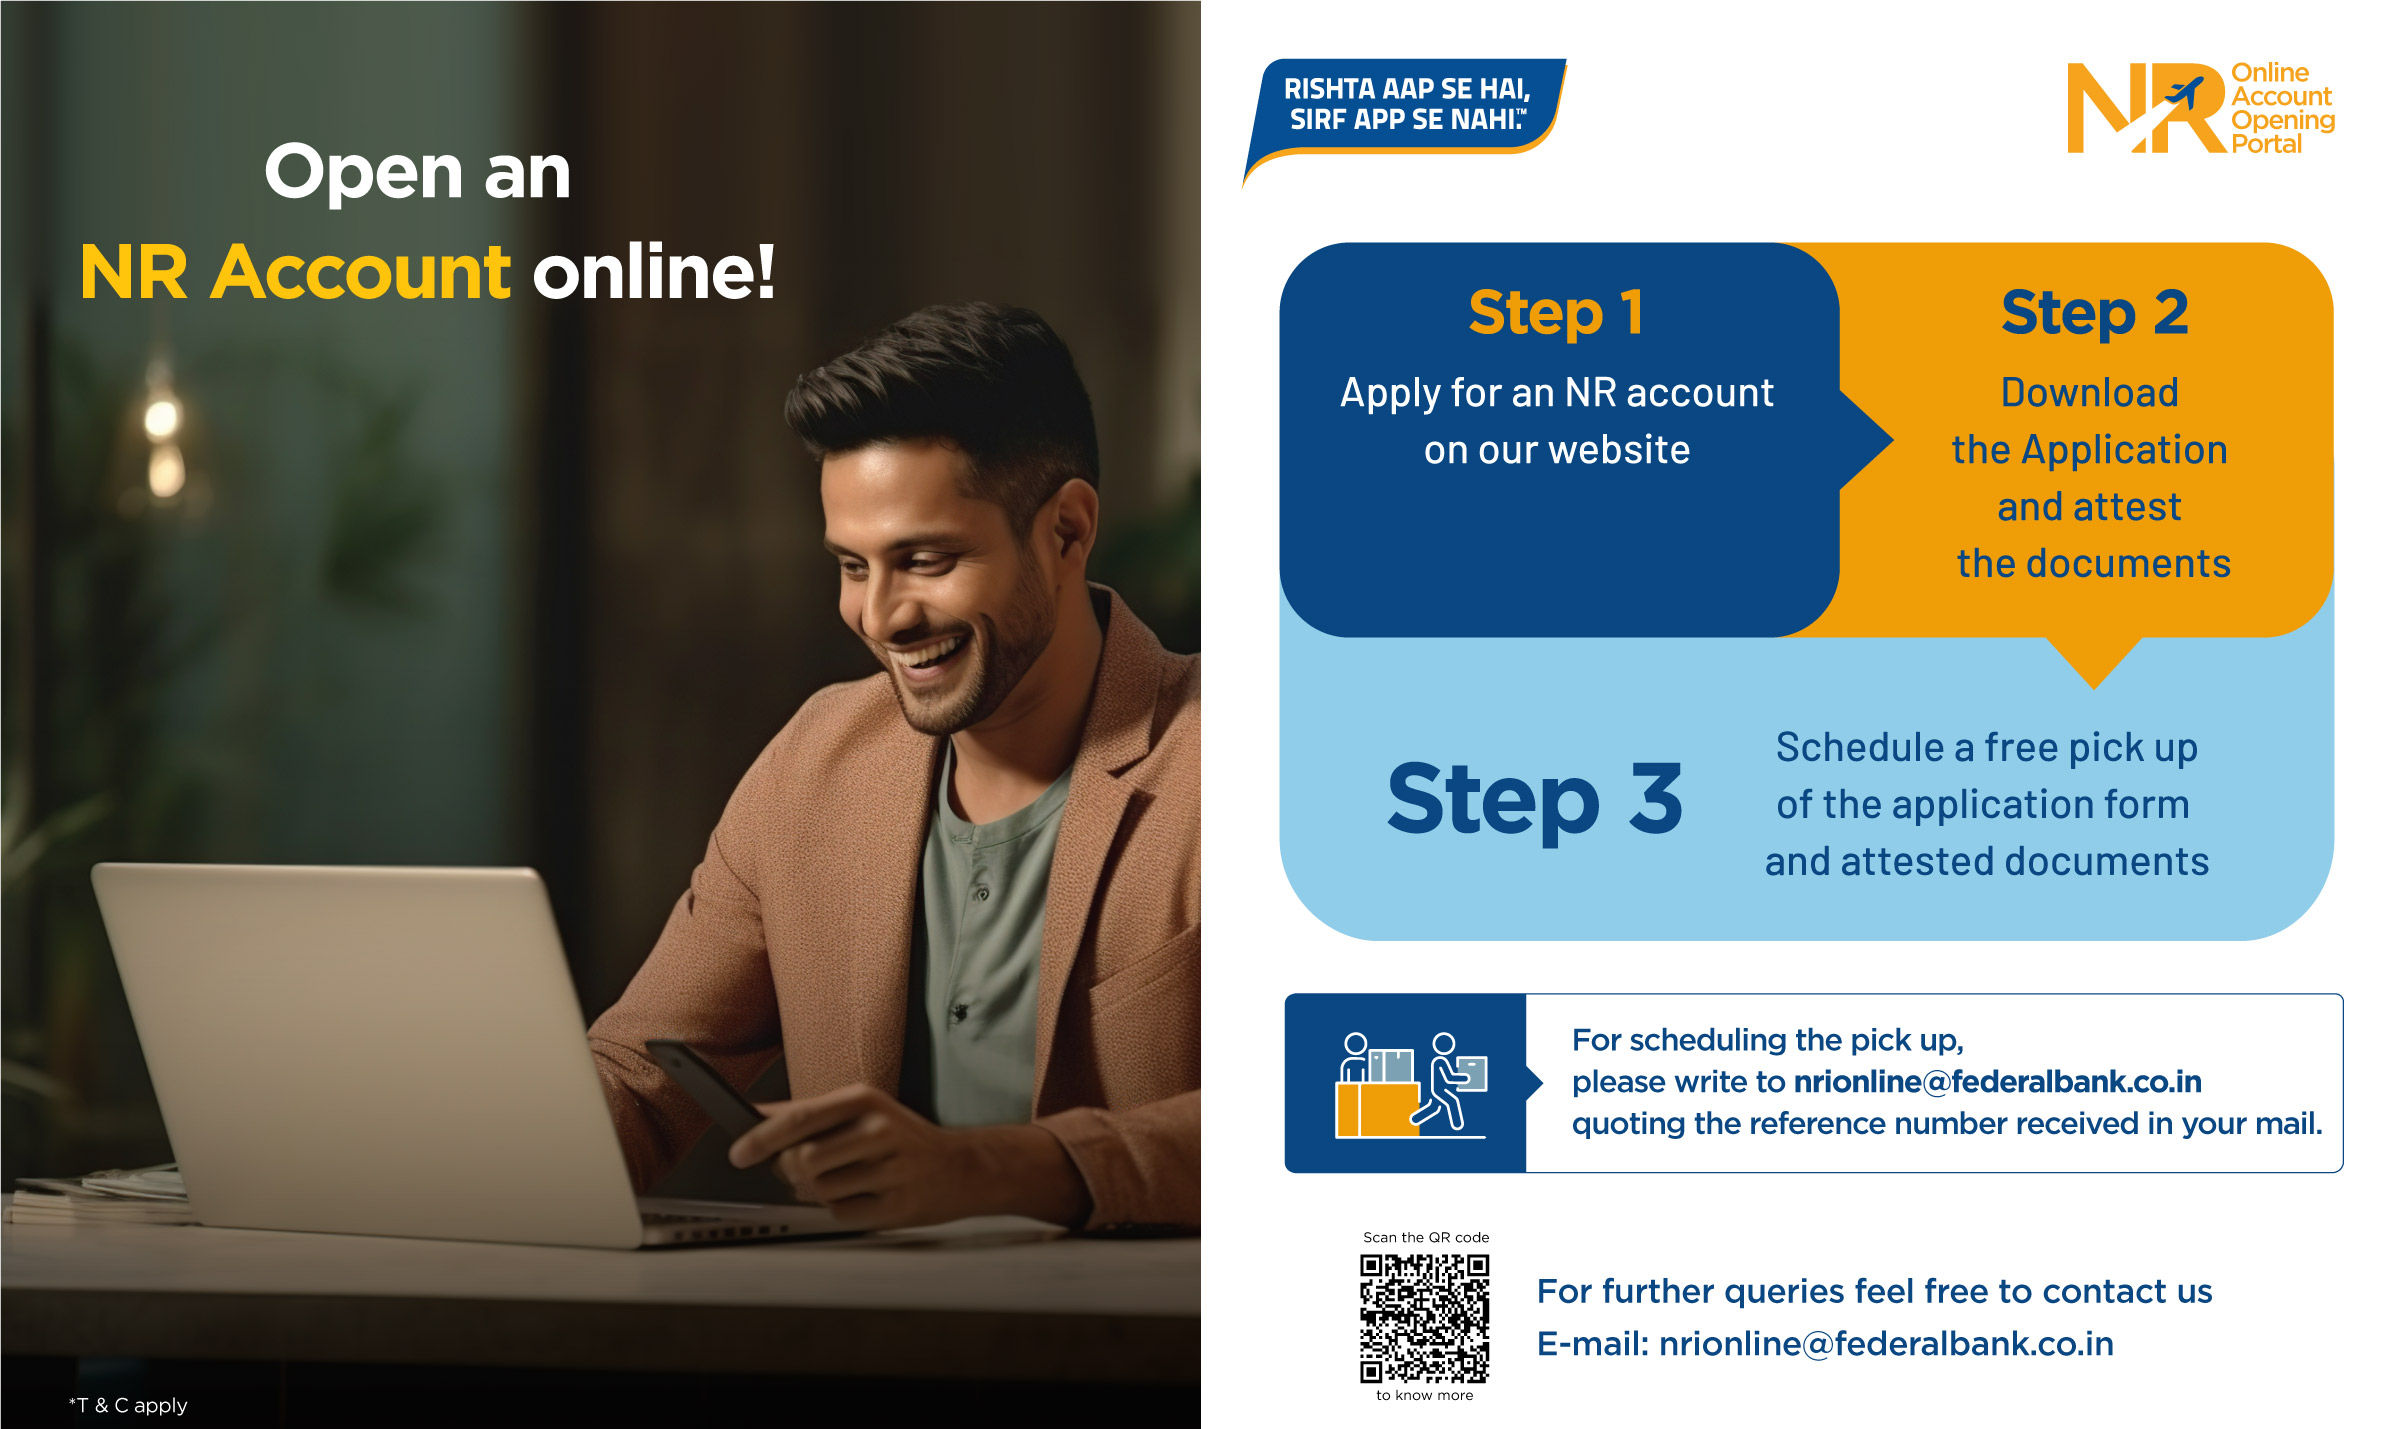 Open an
NR Account online!
*T & C apply
RISHTA AAP SE HAI,
SIRF APP SE NAHI.™
NR
Online
Account
Opening
Portal
Step 1
Apply for an NR account
on our website
Step 2
Download
the Application
and attest
the documents
Step 3
Schedule a free pick up
of the application form
and attested documents
For scheduling the pick up,
please write to nrionline@federalbank.co.in
quoting the reference number received in your mail.
Scan the QR code
to know more
For further queries feel free to contact us
E-mail: nrionline@federalbank.co.in